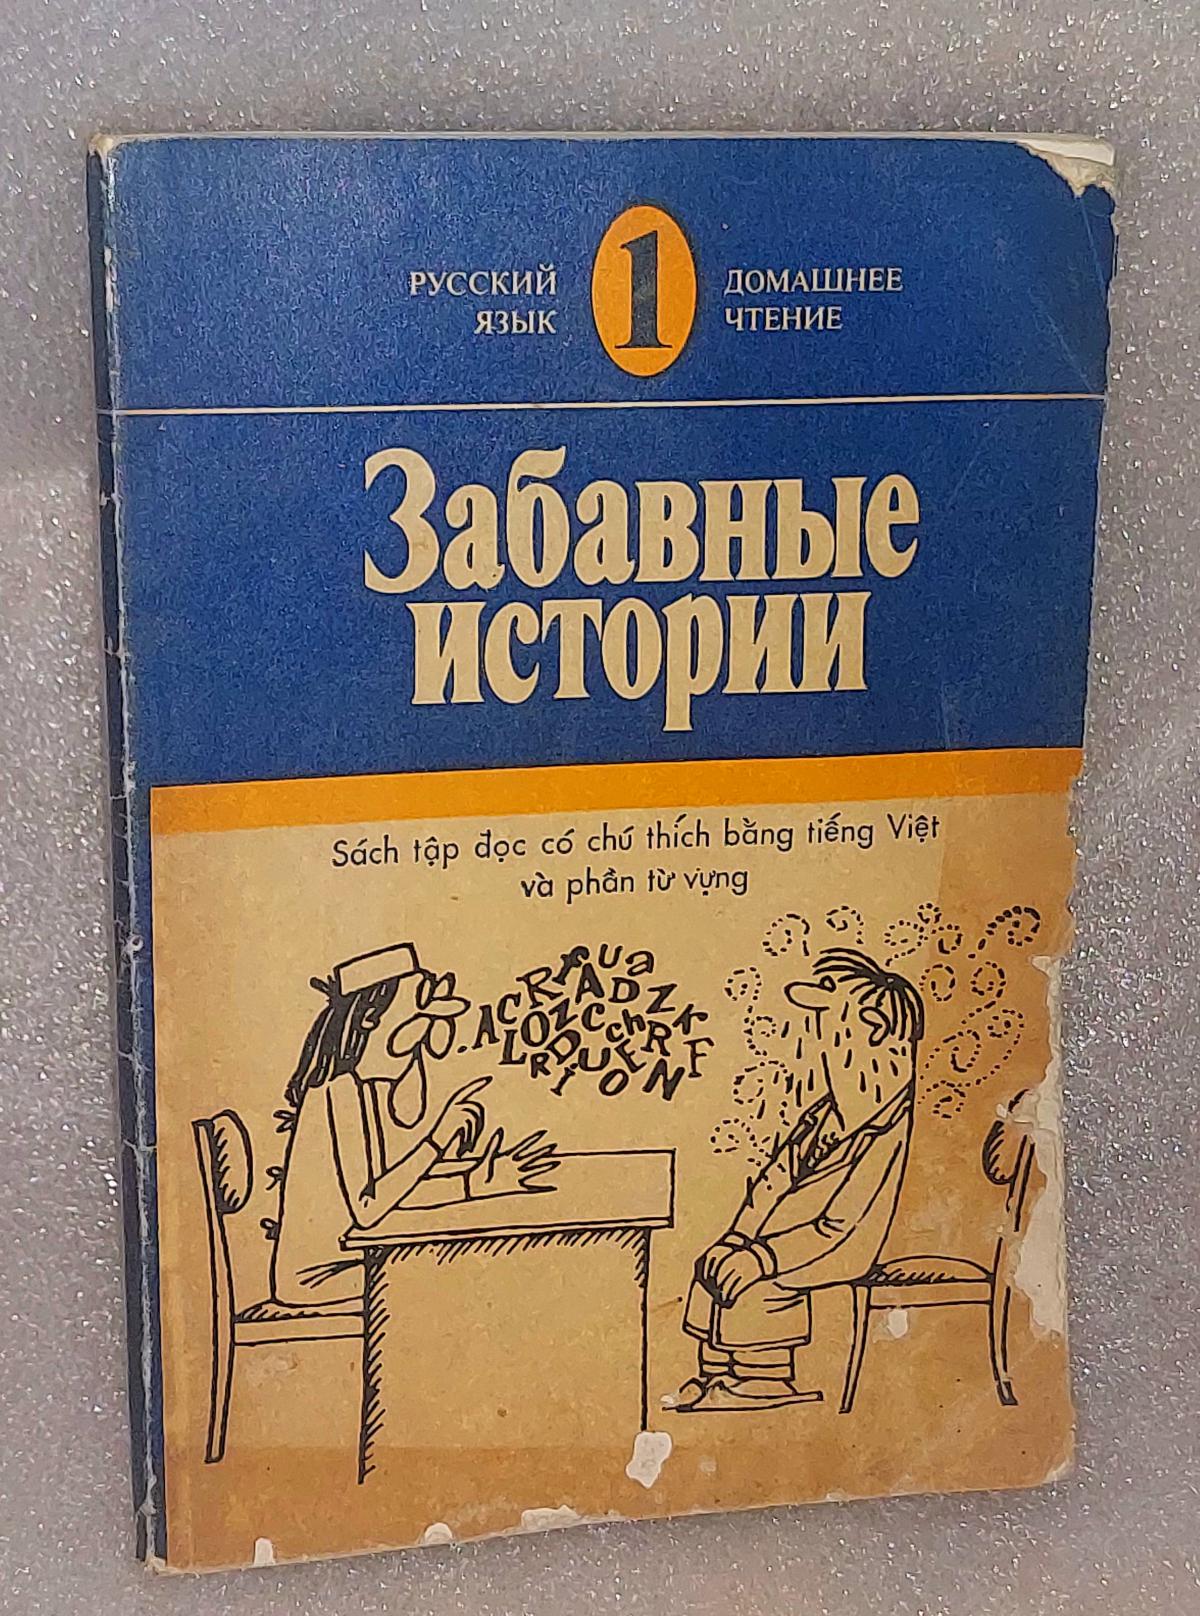 РУССКИЙ
ЯЗЫК
1
ДОМАШНЕЕ
ЧТЕНИЕ
Забавные
истории
Sách tập đọc có chú thích bằng tiếng Việt
và phần từ vựng